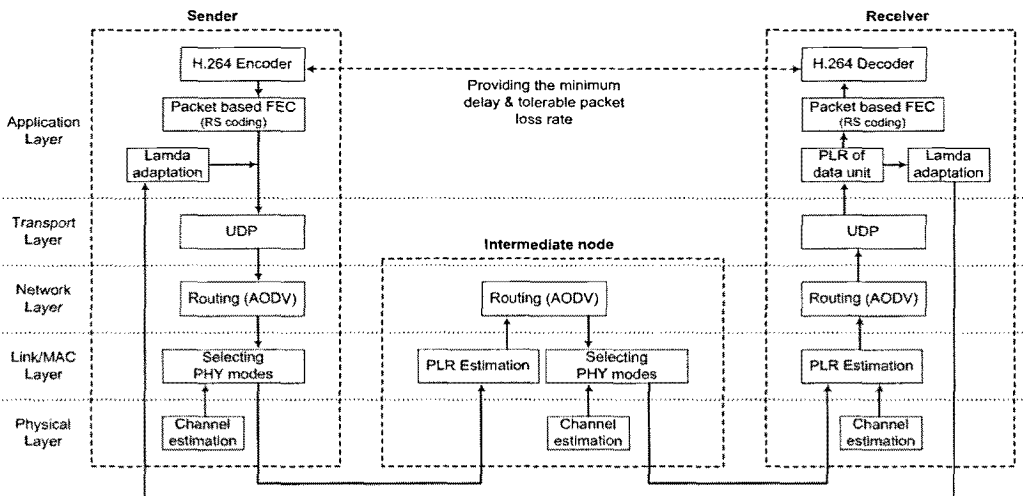 Sender
Receiver
H.264 Encoder
H.264 Decoder
Providing the minimum
delay & tolerable packet
loss rate
Application
Layer
Packet based FEC
(RS coding)
Packet based FEC
(RS coding)
Lamda
adaptation
PLR of
data unit
Lamda
adaptation
Transport
Layer
UDP
UDP
Intermediate node
Network
Layer
Routing (AODV)
Routing (AODV)
Routing (AODV)
Link/MAC
Layer
Selecting
PHY modes
PLR Estimation
Selecting
PHY modes
PLR Estimation
Physical
Layer
Channel
estimation
Channel
estimation
Channel
estimation